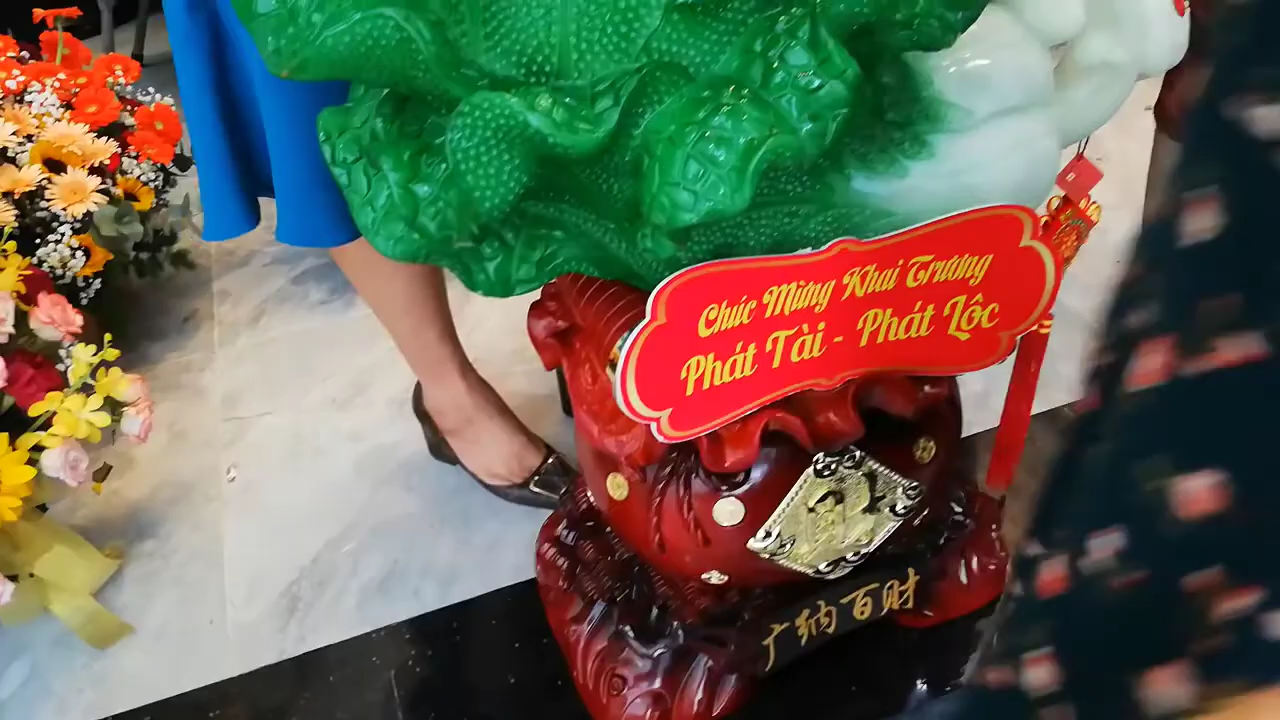 Chúc Mừng Khai Trương
Phát Tài - Phát Lộc
广纳百财